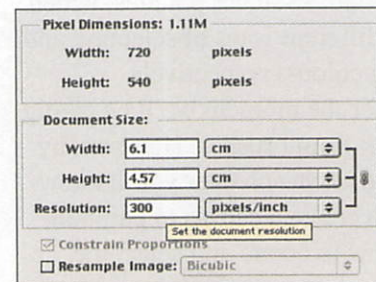 Pixel Dimensions: 1.11M
Width: 720 pixels
Height: 540 pixels
Document Size:
Width: 6.1 cm
Height: 4.57 cm
Resolution: 300 pixels/inch
Set the document resolution
Constrain Proportions
Resample Image: Bicubic